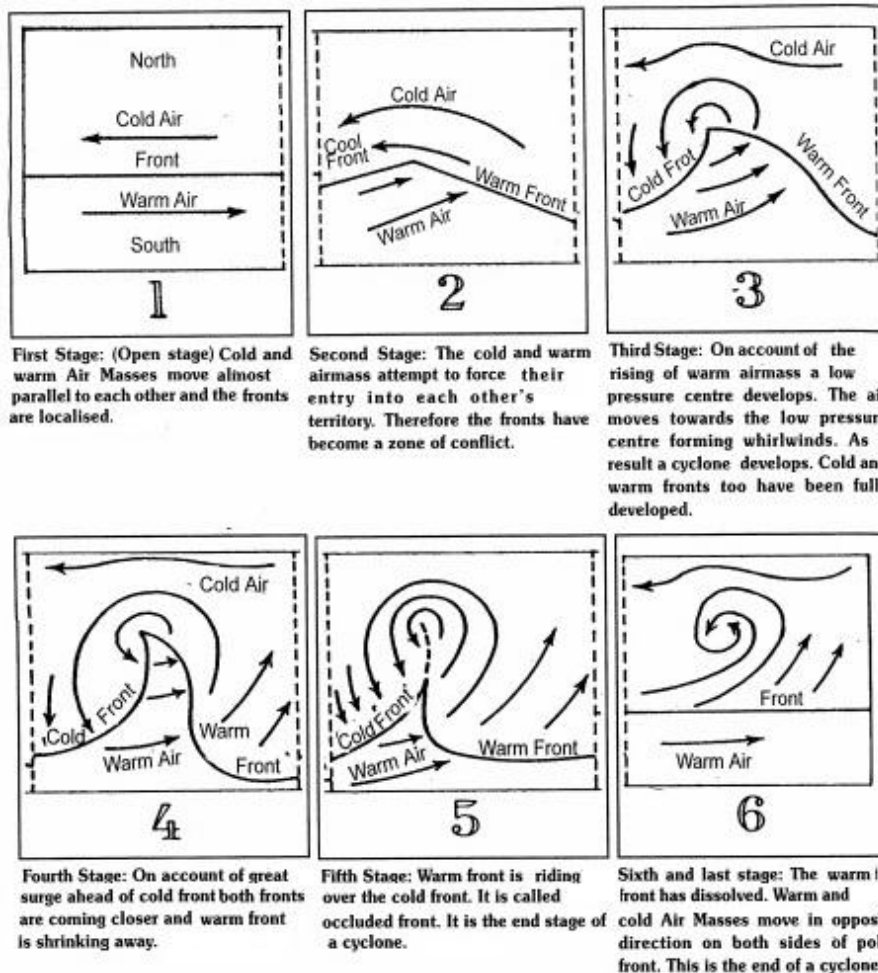 North
Cold Air
Front
Warm Air
South
1
Cold Air
Cool
Front
Warm Front
Warm Air
2
Cold Air
Cold Frot
Warm Front
Warm Air
3
First Stage: (Open stage) Cold and
warm Air Masses move almost
parallel to each other and the fronts
are localised.
Second Stage: The cold and warm
airmass attempt to force their
entry into each other's
territory. Therefore the fronts have
become a zone of conflict.
Third Stage: On account of the
rising of warm airmass a low
pressure centre develops. The
moves towards the low pressur
centre forming whirlwinds. As
result a cyclone develops. Cold an
warm fronts too have been full
developed.
Cold Air
Cold Front
Warm
Front
Warm Air
4
Cold Front
Warm Front
Warm Air
5
Front
Warm Air
6
Fourth Stage: On account of great
surge ahead of cold front both fronts
are coming closer and warm front
is shrinking away.
Fifth Stage: Warm front is riding
over the cold front. It is called
occluded front. It is the end stage of
a cyclone.
Sixth and last stage: The warm
front has dissolved. Warm and
cold Air Masses move in oppos
direction on both sides of pol
front. This is the end of a cyclone